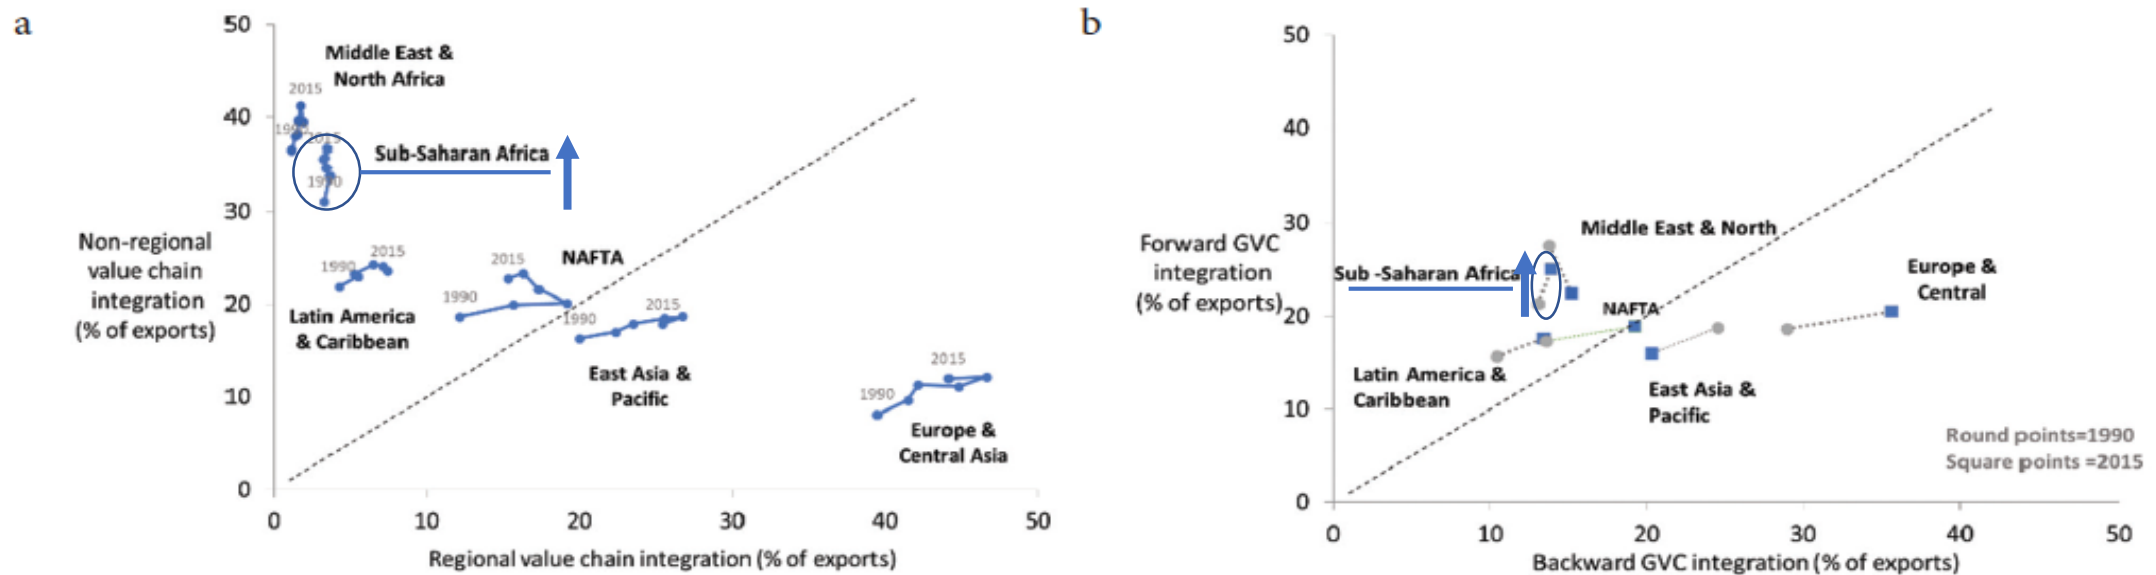 a
50
40
30
20
10
0
Non-regional
value chain
integration
(% of exports)
Middle East &
North Africa
2015
1990
2015
1990
Sub-Saharan Africa
1990
2015
Latin America
& Caribbean
2015
1990
NAFTA
1990
2015
East Asia &
Pacific
2015
1990
Europe &
Central Asia
0 10 20 30 40 50
Regional value chain integration (% of exports)
b
50
40
30
20
10
0
Forward GVC
integration
(% of exports)
Middle East & North
Sub -Saharan Africa
NAFTA
Europe &
Central
Latin America &
Caribbean
East Asia &
Pacific
Round points=1990
Square points =2015
0 10 20 30 40 50
Backward GVC integration (% of exports)